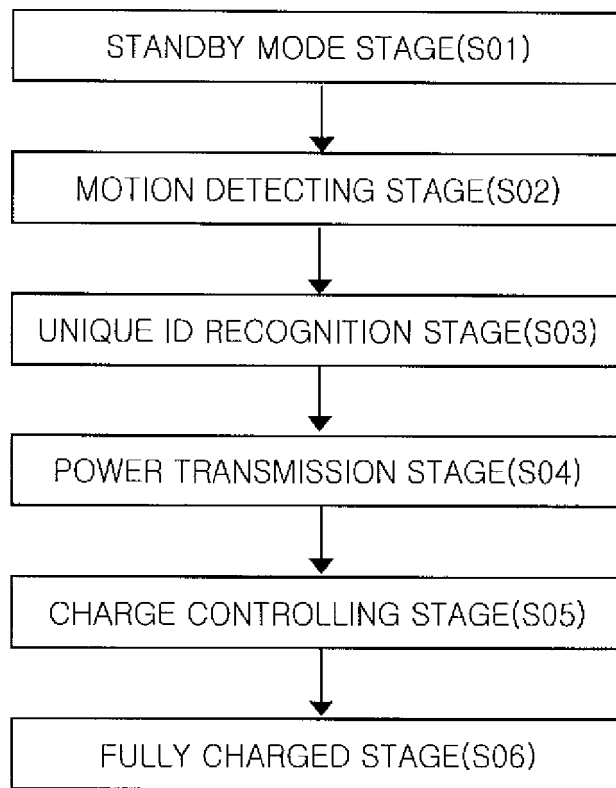 STANDBY MODE STAGE(S01)
MOTION DETECTING STAGE(S02)
UNIQUE ID RECOGNITION STAGE(S03)
POWER TRANSMISSION STAGE(S04)
CHARGE CONTROLLING STAGE(S05)
FULLY CHARGED STAGE(S06)